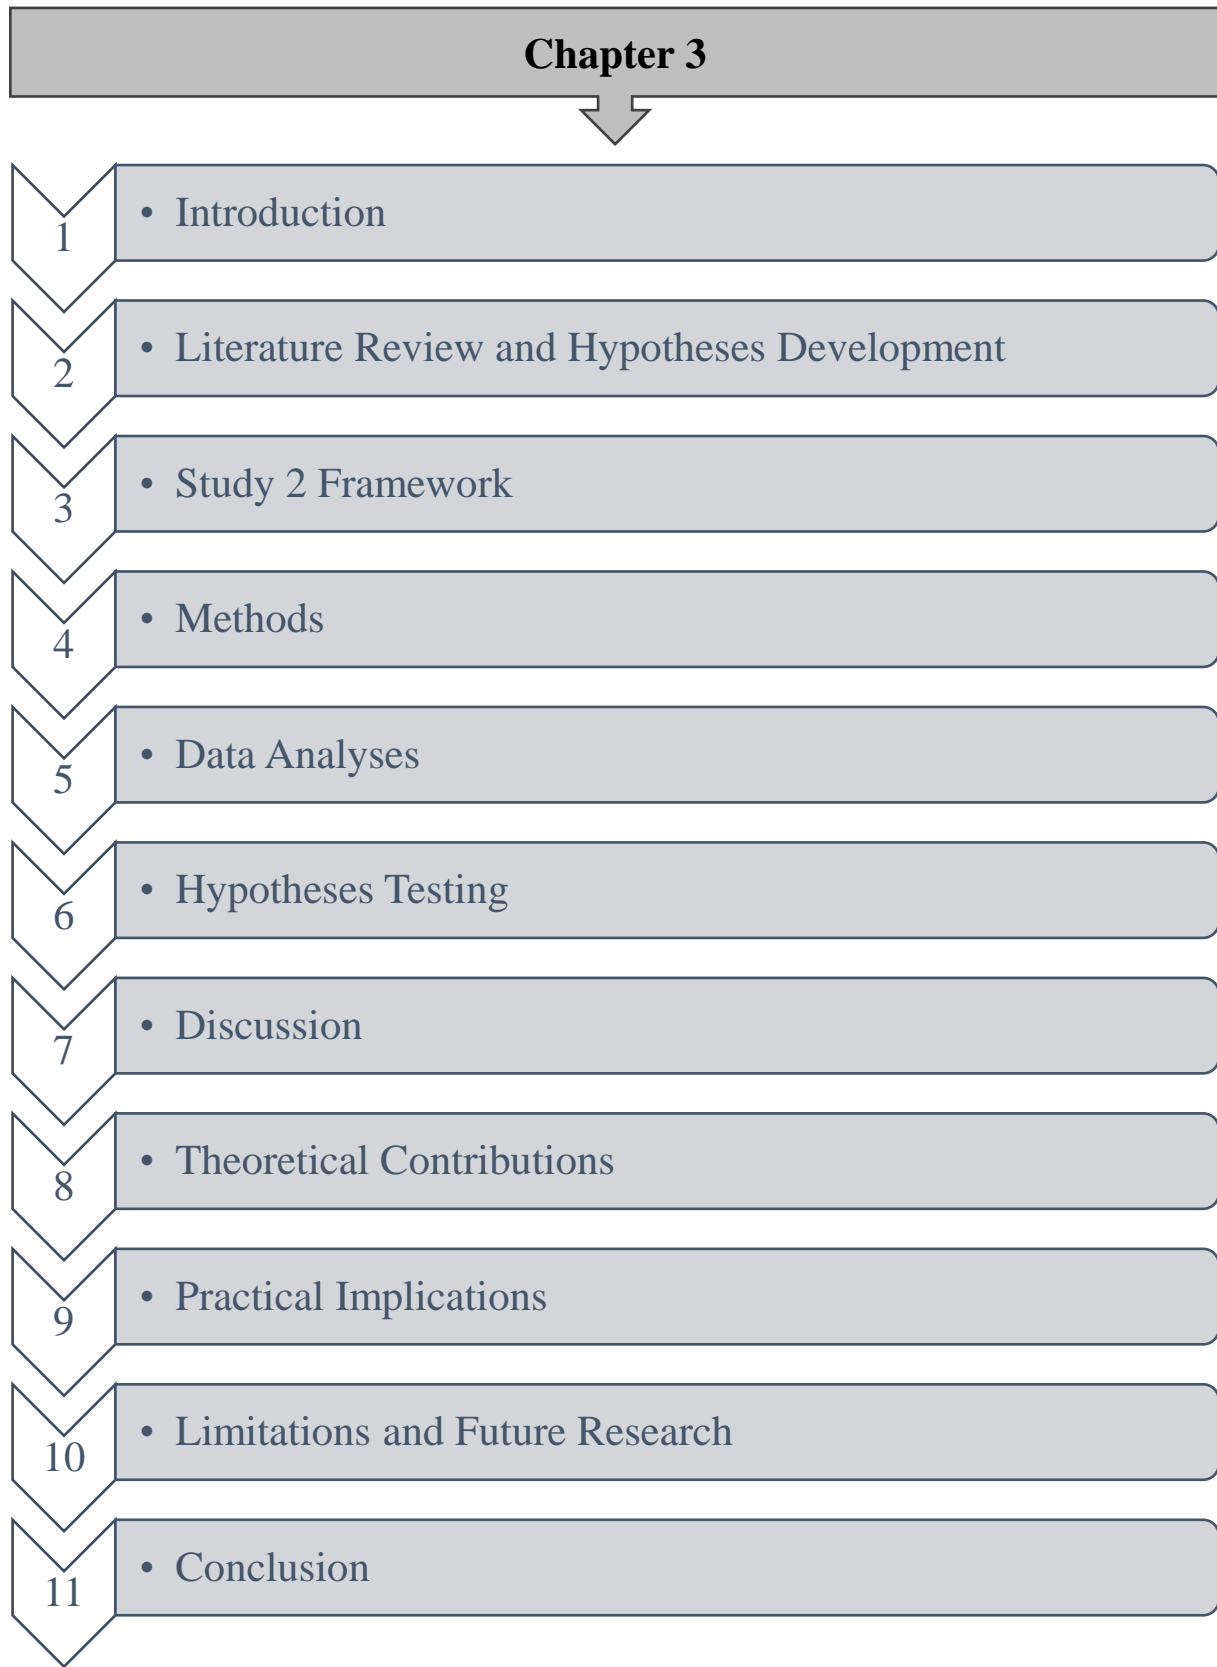 Chapter 3
1
• Introduction
2
• Literature Review and Hypotheses Development
3
• Study 2 Framework
4
• Methods
5
• Data Analyses
6
• Hypotheses Testing
7
• Discussion
8
• Theoretical Contributions
9
• Practical Implications
10
• Limitations and Future Research
11
• Conclusion